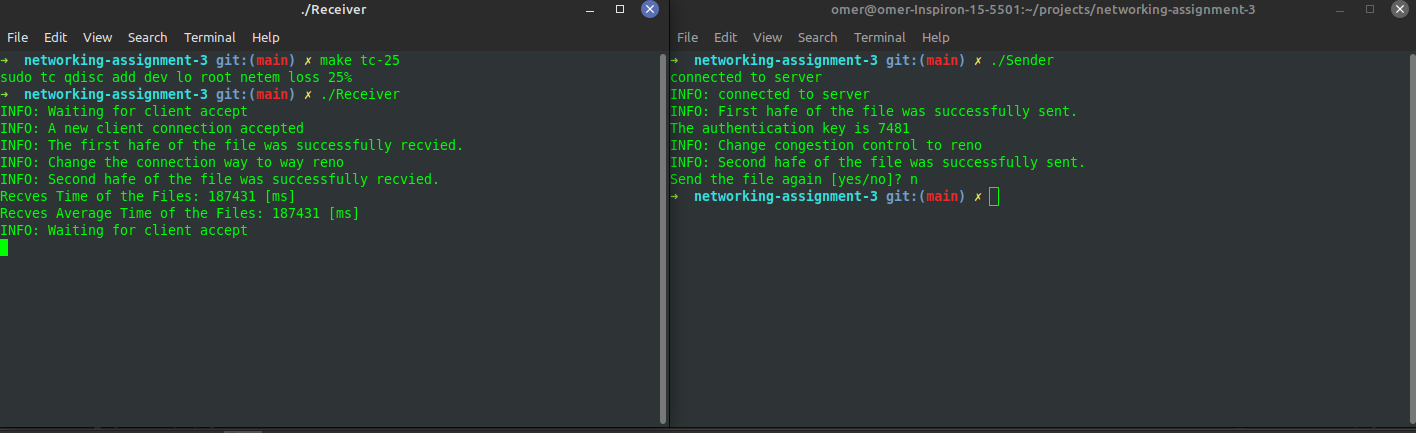 ./Receiver
File Edit View Search Terminal Help
➜ networking-assignment-3 git:(main) ✗ make tc-25
sudo tc qdisc add dev lo root netem loss 25%
➜ networking-assignment-3 git:(main) ✗ ./Receiver
INFO: Waiting for client accept
INFO: A new client connection accepted
INFO: The first hafe of the file was successfully recvied.
INFO: Change the connection way to way reno
INFO: Second hafe of the file was successfully recvied.
Recves Time of the Files: 187431 [ms]
Recves Average Time of the Files: 187431 [ms]
INFO: Waiting for client accept
omer@omer-Inspiron-15-5501:~/projects/networking-assignment-3
File Edit View Search Terminal Help
➜ networking-assignment-3 git:(main) ✗ ./Sender
connected to server
INFO: connected to server
INFO: First hafe of the file was successfully sent.
The authentication key is 7481
INFO: Change congestion control to reno
INFO: Second hafe of the file was successfully sent.
Send the file again [yes/no]? n
➜ networking-assignment-3 git:(main) ✗